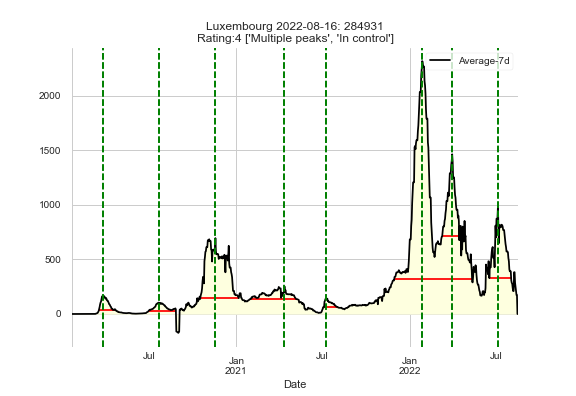 Luxembourg 2022-08-16: 284931
Rating:4 ['Multiple peaks', 'In control']
Average-7d
2000
1500
1000
500
0
Jul
Jan
2021
Jul
Jan
2022
Jul
Date